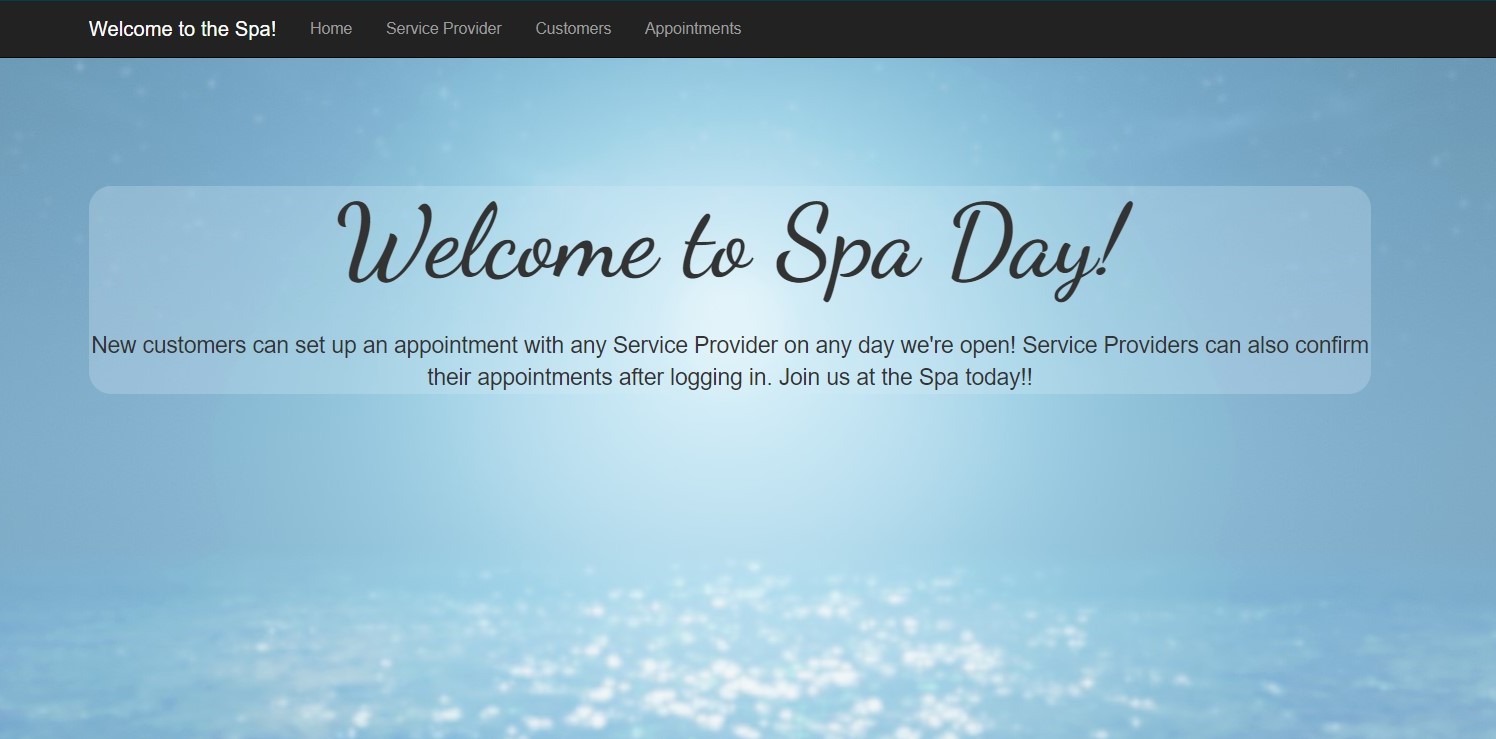 Welcome to the Spa! Home Service Provider Customers Appointments
Welcome to Spa Day!
New customers can set up an appointment with any Service Provider on any day we're open! Service Providers can also confirm
their appointments after logging in. Join us at the Spa today!!